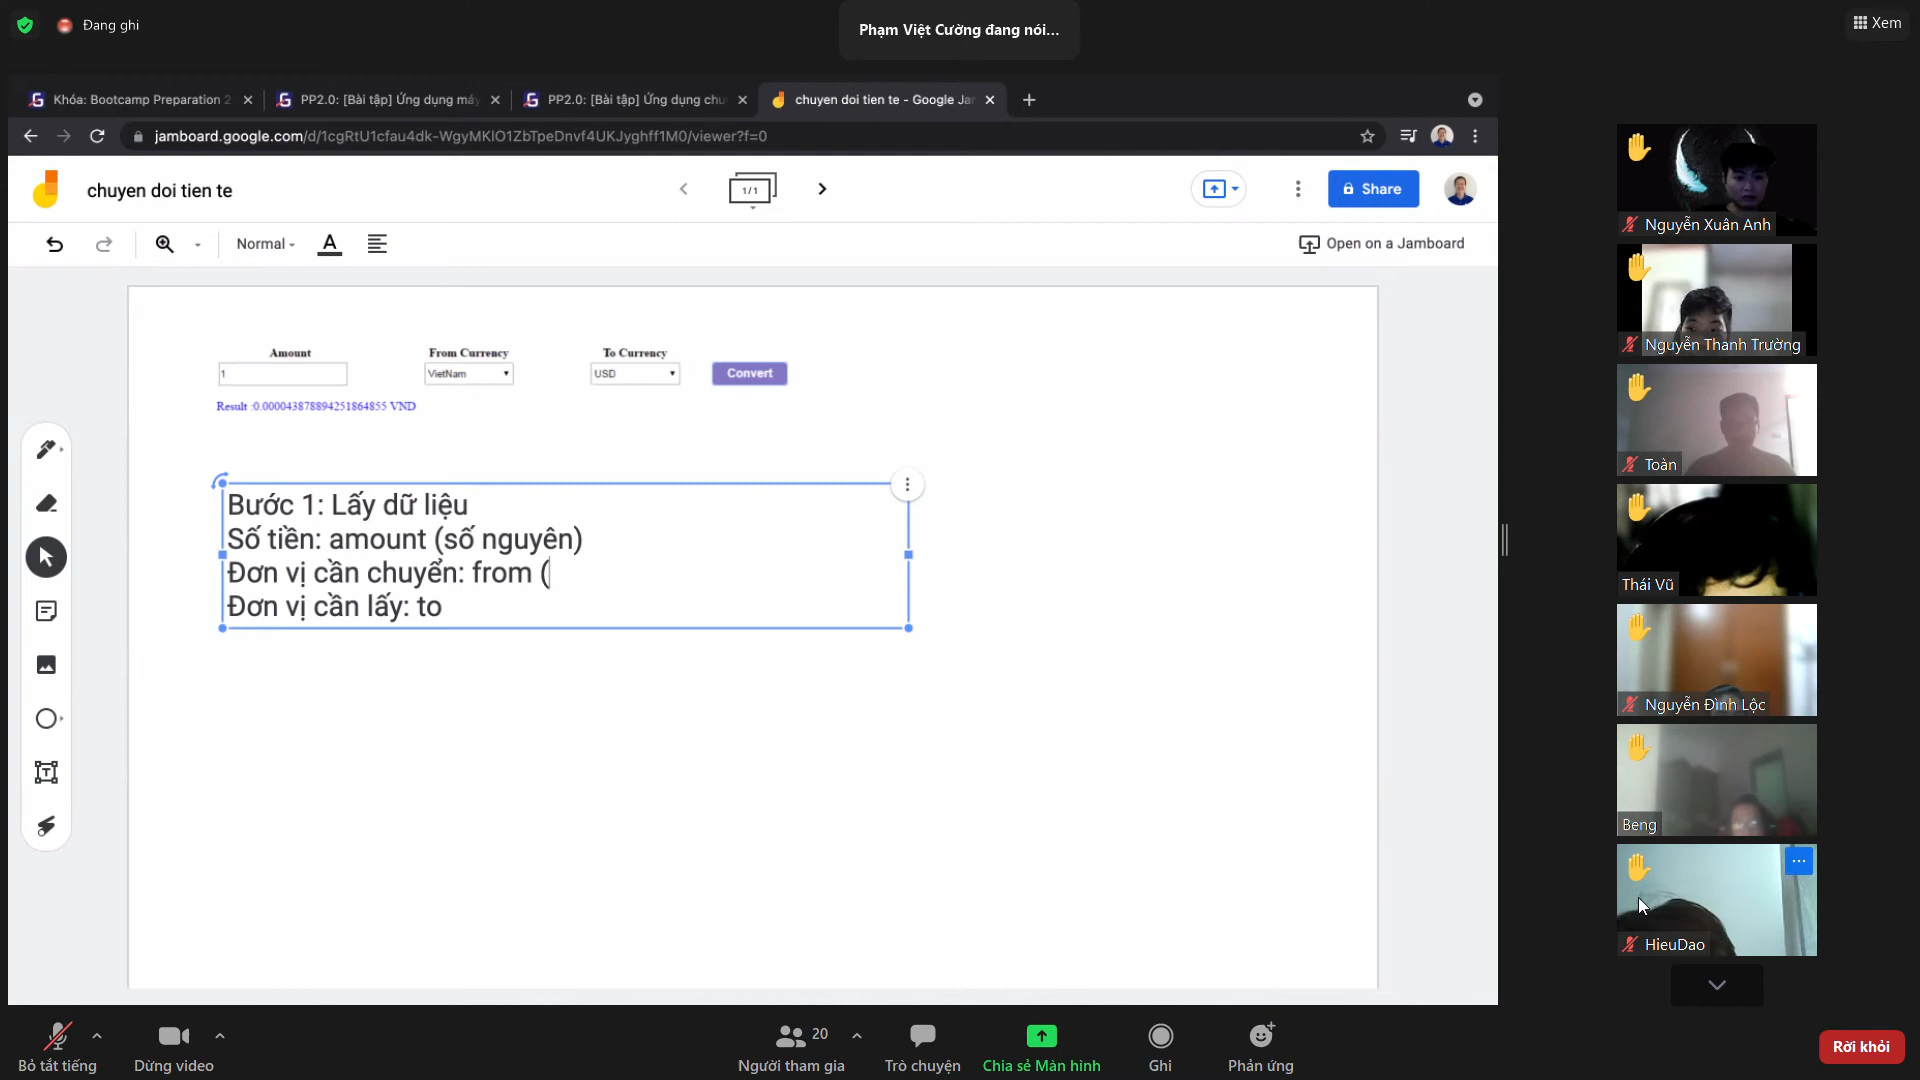 Đang ghi
Phạm Việt Cường đang nói...
Xem
Khóa: Bootcamp Preparation 2
PP2.0: [Bài tập] Ứng dụng máy
PP2.0: [Bài tập] Ứng dụng chu
chuyen doi tien te - Google Jar
jamboard.google.com/d/1cgRtU1cfau4dk-WgyMKlO1ZbTpeDnvf4UKJyghff1M0/viewer?f=0
chuyen doi tien te
1/1
Share
Normal
A
Open on a Jamboard
Amount
From Currency
To Currency
1
VietNam
USD
Convert
Result :0.000043878894251864855 VND
Bước 1: Lấy dữ liệu
Số tiền: amount (số nguyên)
Đơn vị cần chuyển: from (
Đơn vị cần lấy: to
Nguyễn Xuân Anh
Nguyễn Thanh Trường
Toàn
Thái Vũ
Nguyễn Đình Lộc
Beng
HieuDao
Bỏ tắt tiếng
Dừng video
20
Người tham gia
Trò chuyện
Chia sẻ Màn hình
Ghi
Phản ứng
Rời khỏi